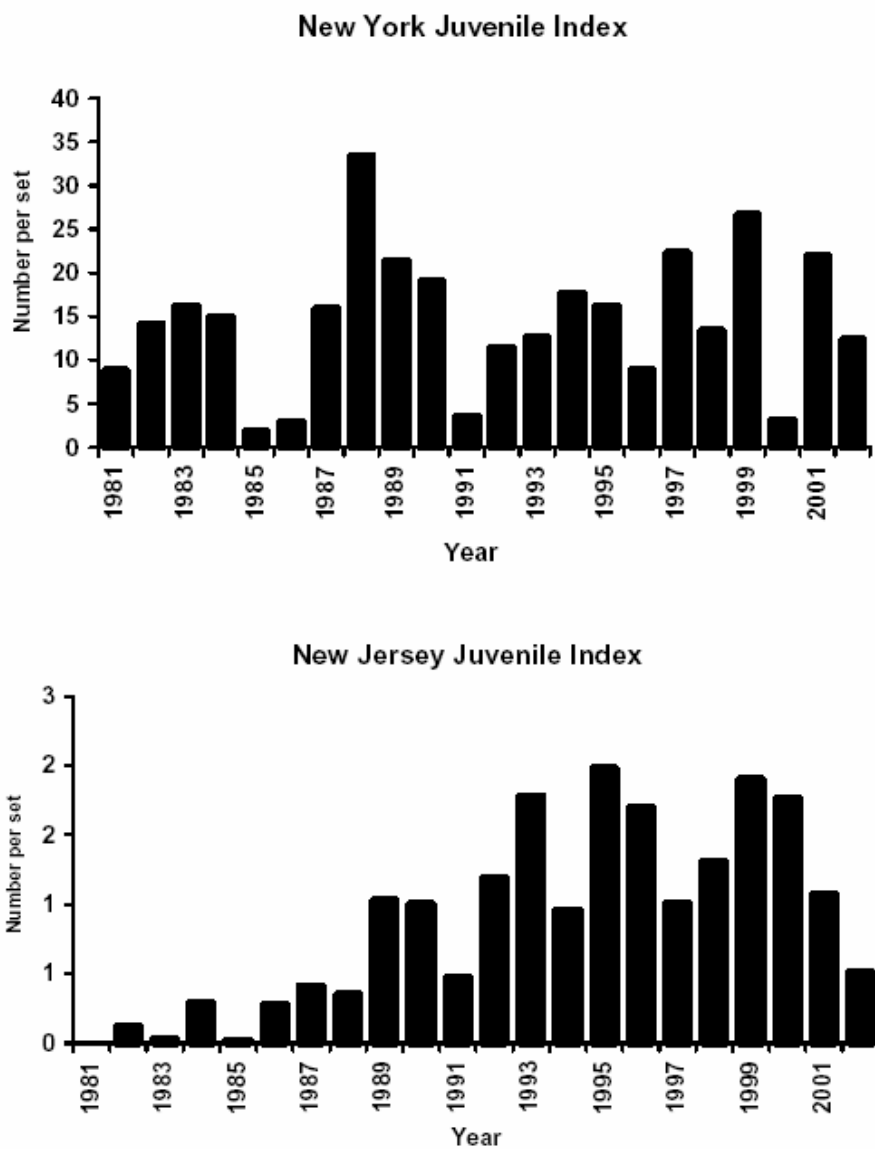 New York Juvenile Index
40
35
30
25
20
15
10
5
0
Number per set
1981 1983 1985 1987 1989 1991 1993 1995 1997 1999 2001
Year
New Jersey Juvenile Index
3
2
2
1
1
0
Number per set
1981 1983 1985 1987 1989 1991 1993 1995 1997 1999 2001
Year